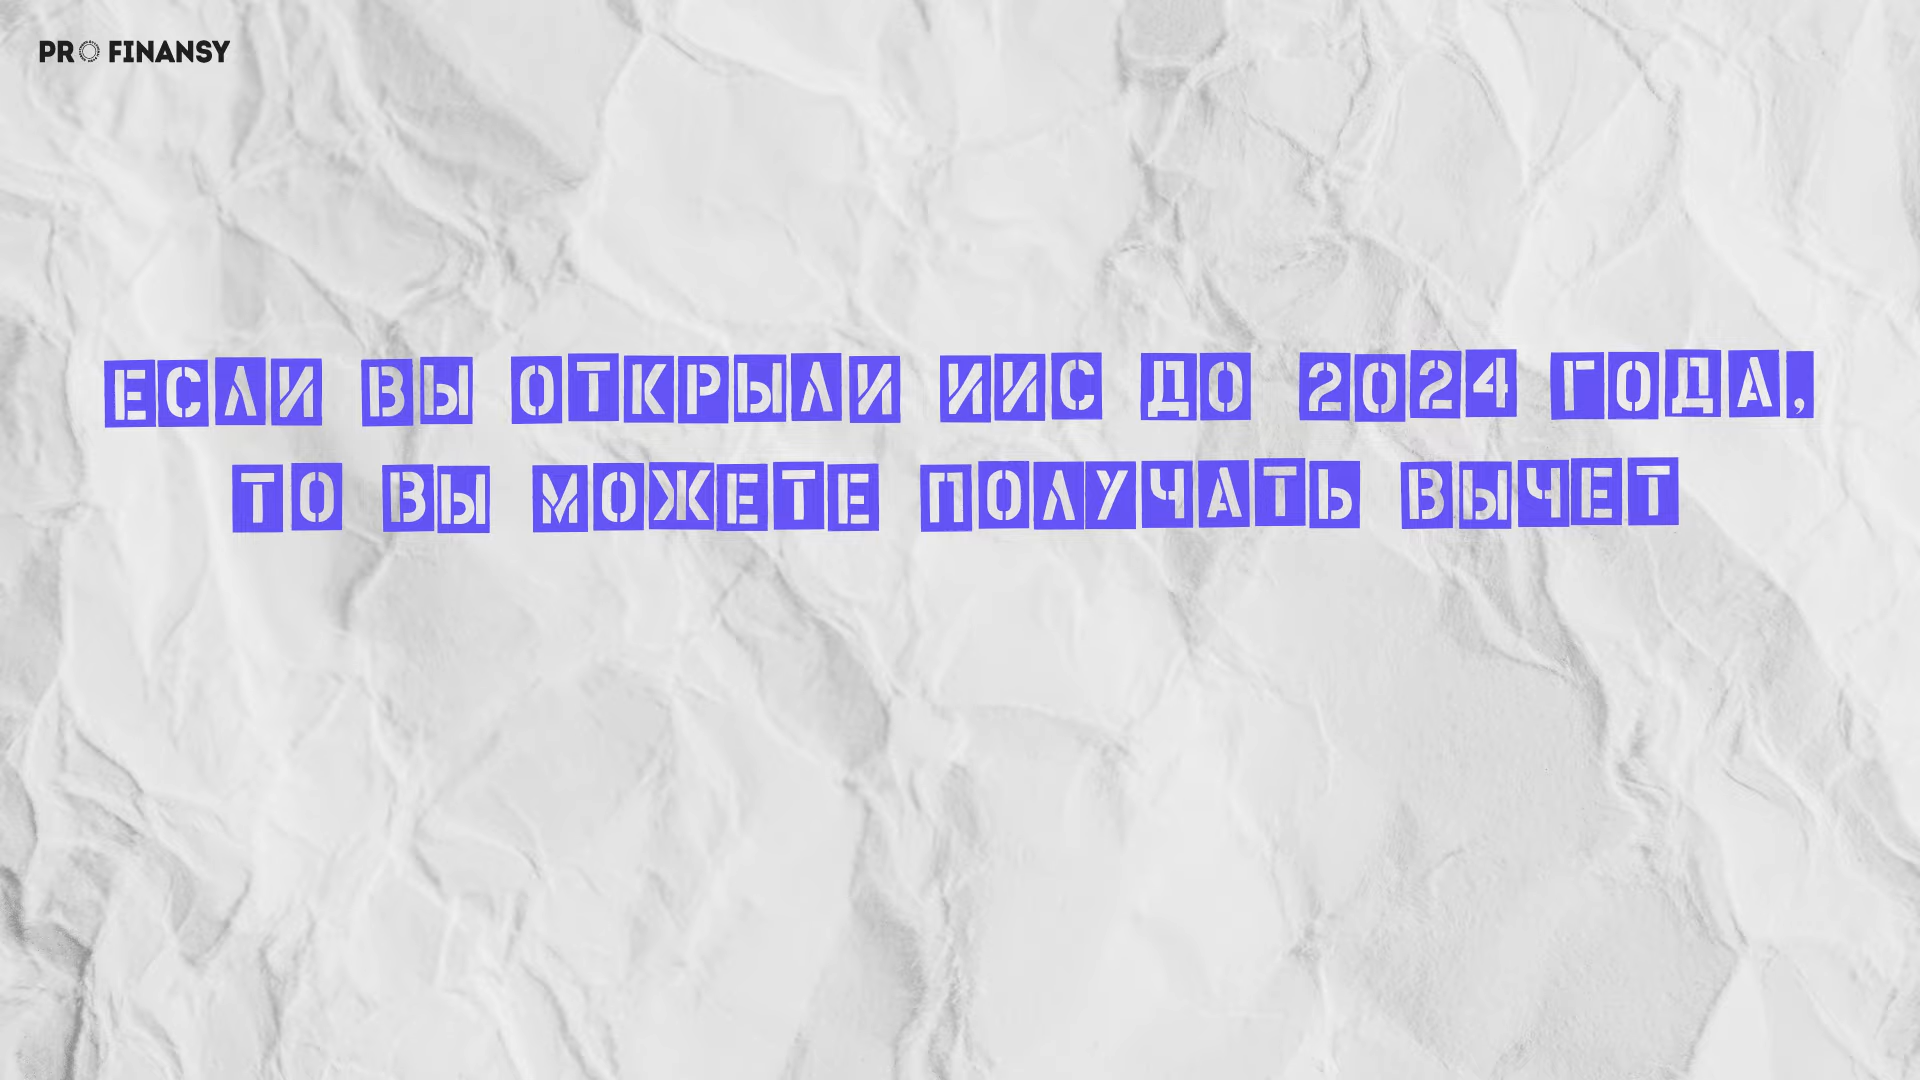 PRO FINANSY
ЕСЛИ ВЫ ОТКРЫЛИ ИИС ДО 2024 ГОДА,
ТО ВЫ МОЖЕТЕ ПОЛУЧАТЬ ВЫЧЕТ